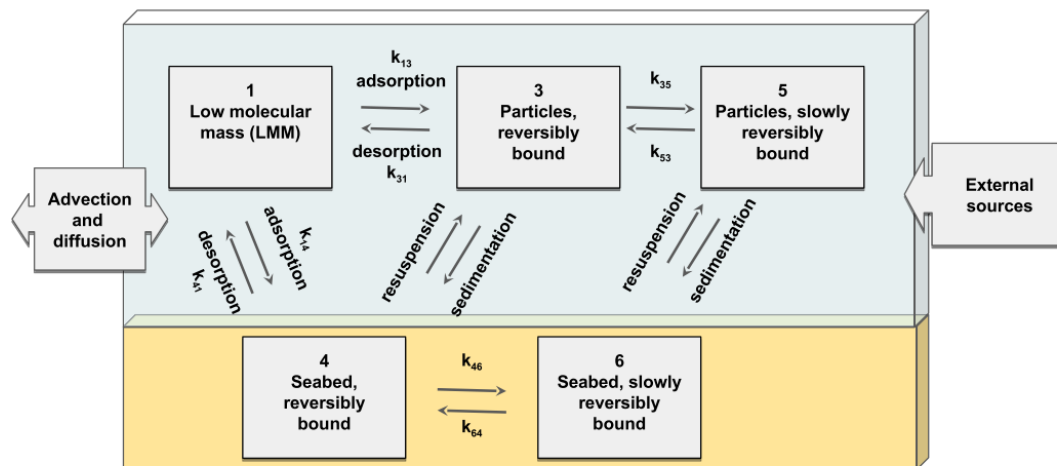 k13
adsorption
desorption
k31
1
Low molecular
mass (LMM)
3
Particles,
reversibly
bound
k35
k53
5
Particles, slowly
reversibly
bound
Advection
and
diffusion
External
sources
k14
adsorption
desorption
k41
resuspension
sedimentation
resuspension
sedimentation
4
Seabed,
reversibly
bound
k46
k64
6
Seabed, slowly
reversibly
bound